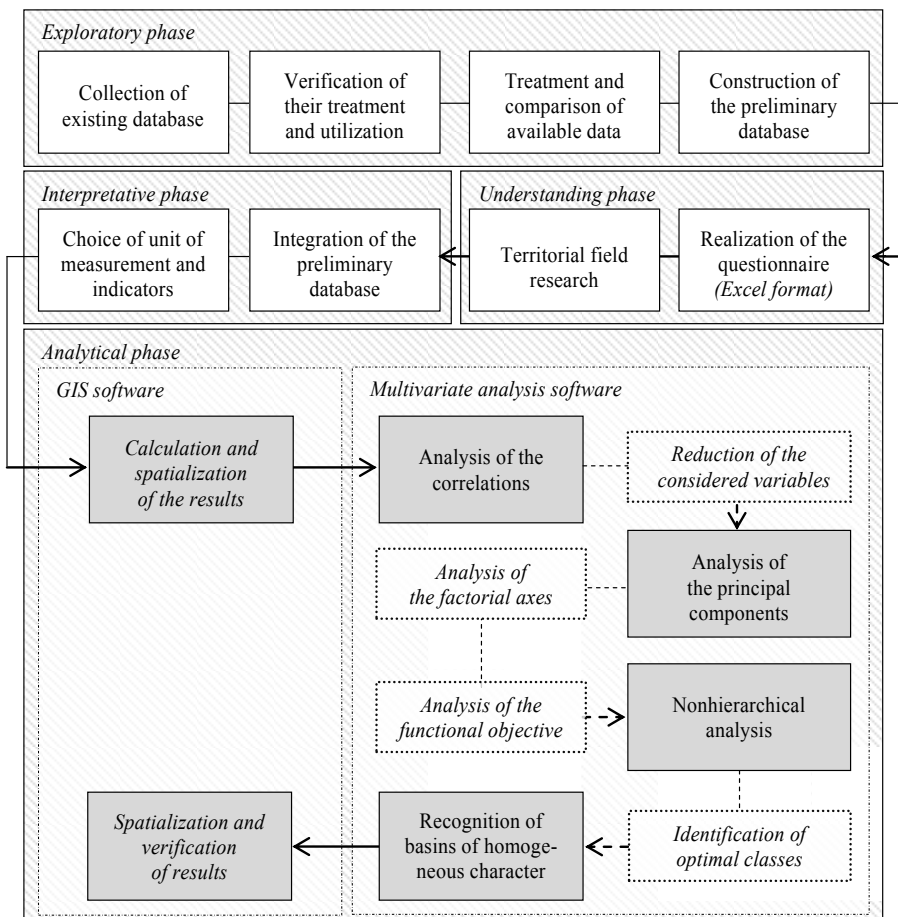 Exploratory phase
Collection of
existing database
Verification of
their treatment
and utilization
Treatment and
comparison of
available data
Construction of
the preliminary
database
Interpretative phase
Choice of unit of
measurement and
indicators
Integration of the
preliminary
database
Understanding phase
Territorial field
research
Realization of the
questionnaire
(Excel format)
Analytical phase
GIS software
Multivariate analysis software
Calculation and
spatialization
of the results
Analysis of the
correlations
Reduction of the
considered variables
Analysis of
the factorial axes
Analysis of
the principal
components
Analysis of the
functional objective
Nonhierarchical
analysis
Spatialization and
verification
of results
Recognition of
basins of homoge-
neous character
Identification of
optimal classes